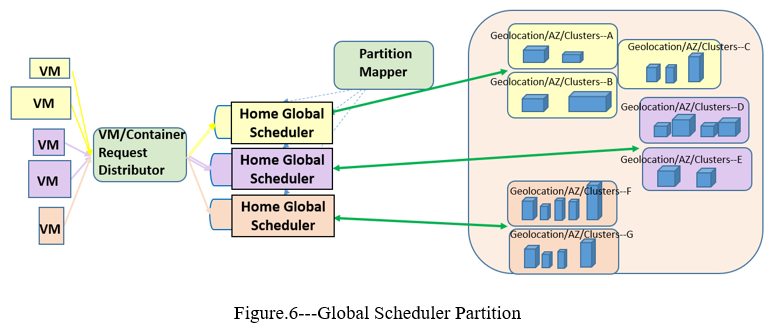 VM
VM
VM
VM
VM
VM/Container
Request
Distributor
Partition
Mapper
Home Global
Scheduler
Home Global
Scheduler
Home Global
Scheduler
Geolocation/AZ/Clusters--A
Geolocation/AZ/Clusters--C
Geolocation/AZ/Clusters--B
Geolocation/AZ/Clusters--D
Geolocation/AZ/Clusters--E
Geolocation/AZ/Clusters--F
Geolocation/AZ/Clusters--G
Figure.6---Global Scheduler Partition